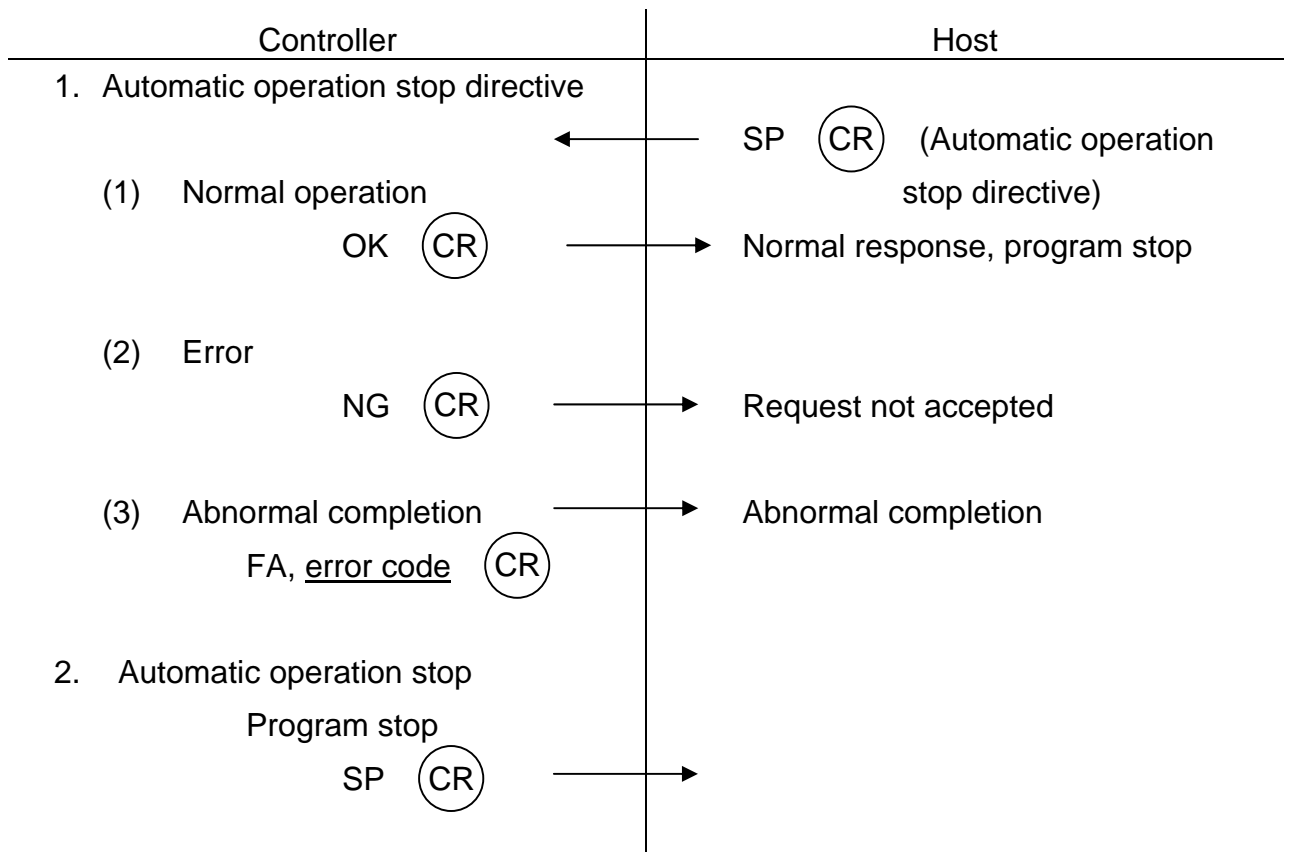 Controller Host
1. Automatic operation stop directive
SP CR (Automatic operation
(1) Normal operation stop directive)
OK CR Normal response, program stop
(2) Error
NG CR Request not accepted
(3) Abnormal completion Abnormal completion
FA, error code CR
2. Automatic operation stop
Program stop
SP CR